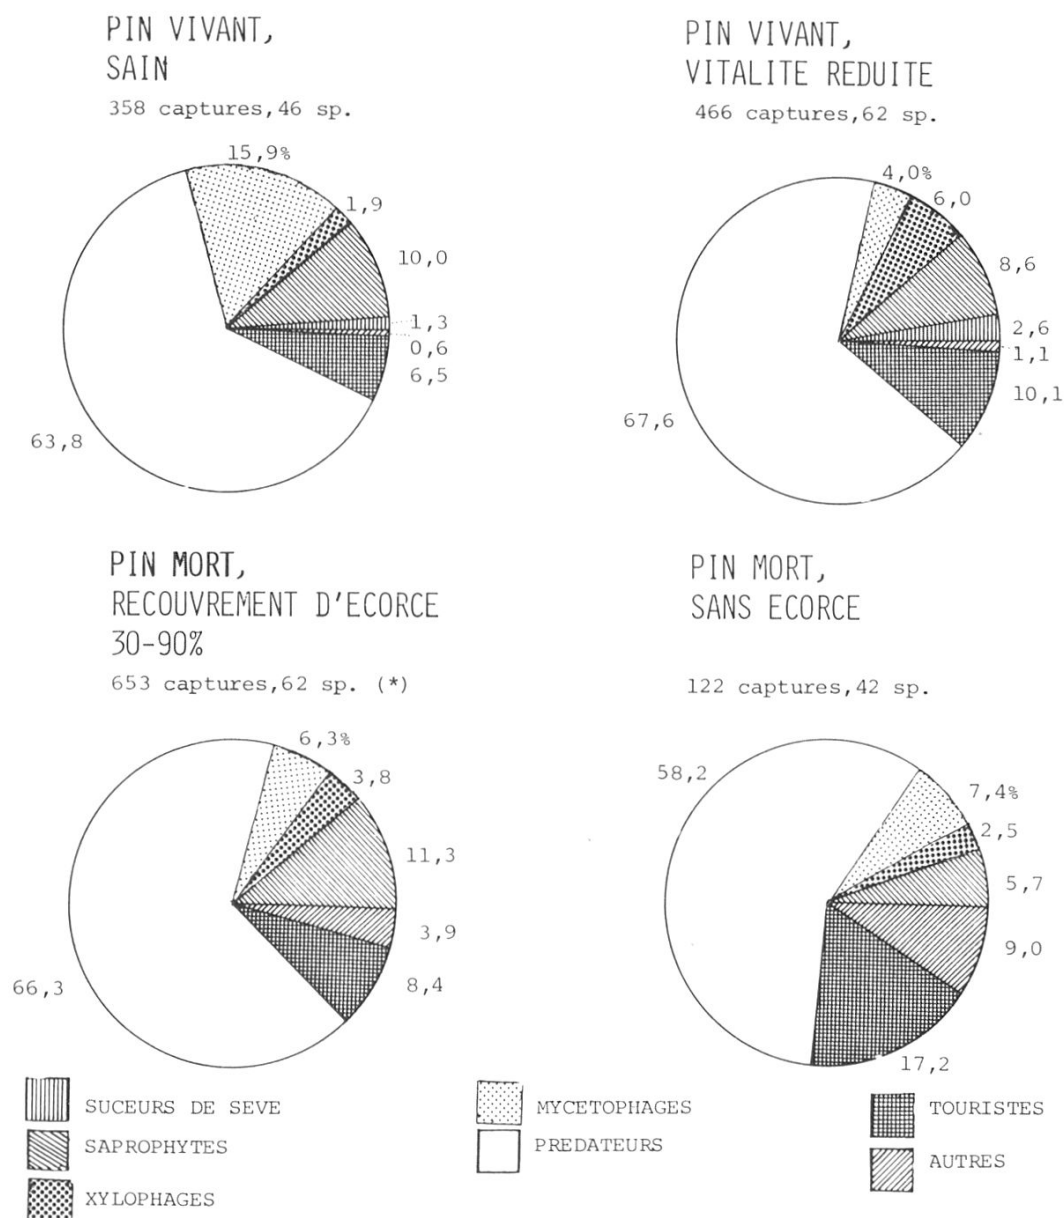 PIN VIVANT,
SAIN
358 captures, 46 sp.
15,9%
1,9
10,0
1,3
0,6
6,5
63,8
PIN VIVANT,
VITALITE REDUITE
466 captures, 62 sp.
4,0%
6,0
8,6
2,6
1,1
10,1
67,6
PIN MORT,
RECOUVREMENT D'ECORCE
30-90%
653 captures, 62 sp. (*)
6,3%
3,8
11,3
3,9
8,4
66,3
PIN MORT,
SANS ECORCE
122 captures, 42 sp.
58,2
7,4%
2,5
5,7
9,0
17,2
SUCEURS DE SEVE
SAPROPHYTES
XYLOPHAGES
MYCETOPHAGES
PREDATEURS
TOURISTES
AUTRES